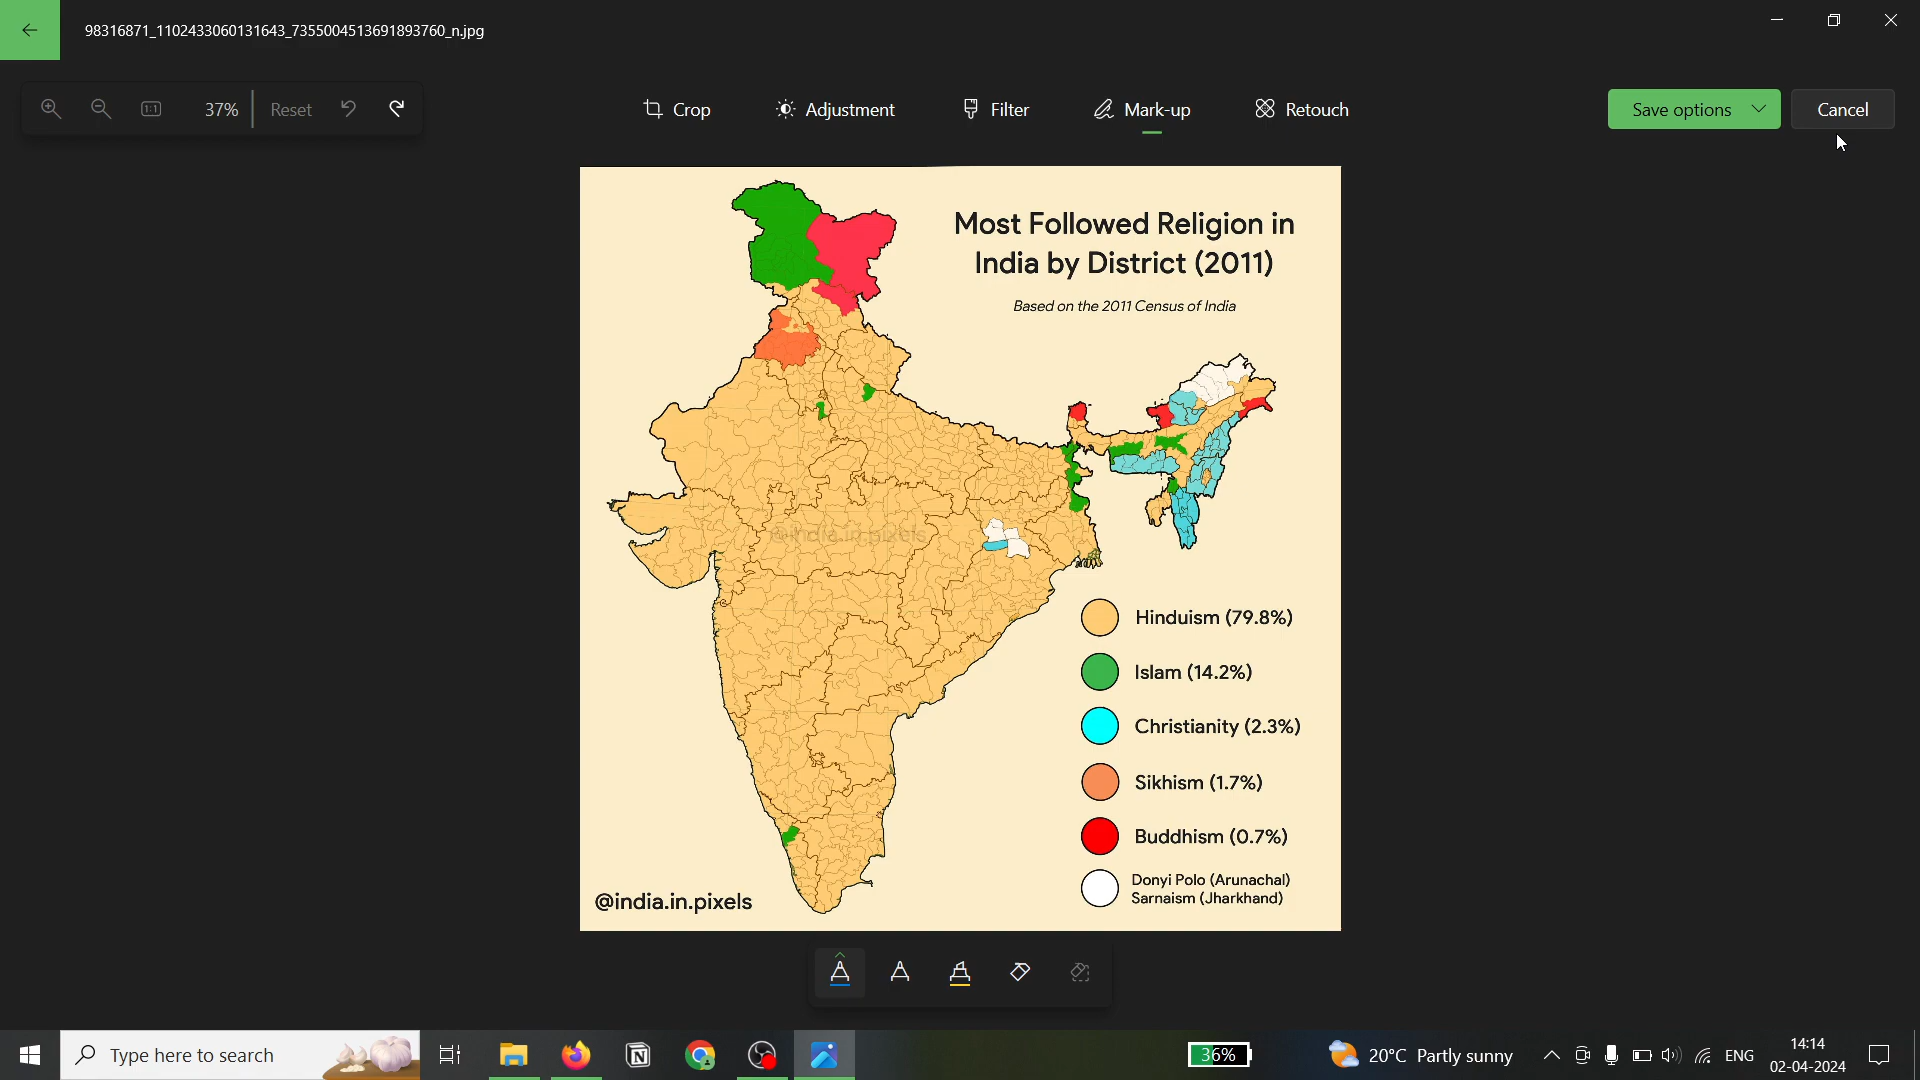 98316871_1102433060131643_7355004513691893760_n.jpg
37%
Reset
Crop
Adjustment
Filter
Mark-up
Retouch
Save options
Cancel
Most Followed Religion in
India by District (2011)
Based on the 2011 Census of India
@india.in.pixels
Hinduism (79.8%)
Islam (14.2%)
Christianity (2.3%)
Sikhism (1.7%)
Buddhism (0.7%)
Donyi Polo (Arunachal)
Sarnaism (Jharkhand)
@india.in.pixels
Type here to search
36%
20°C Partly sunny
ENG
14:14
02-04-2024